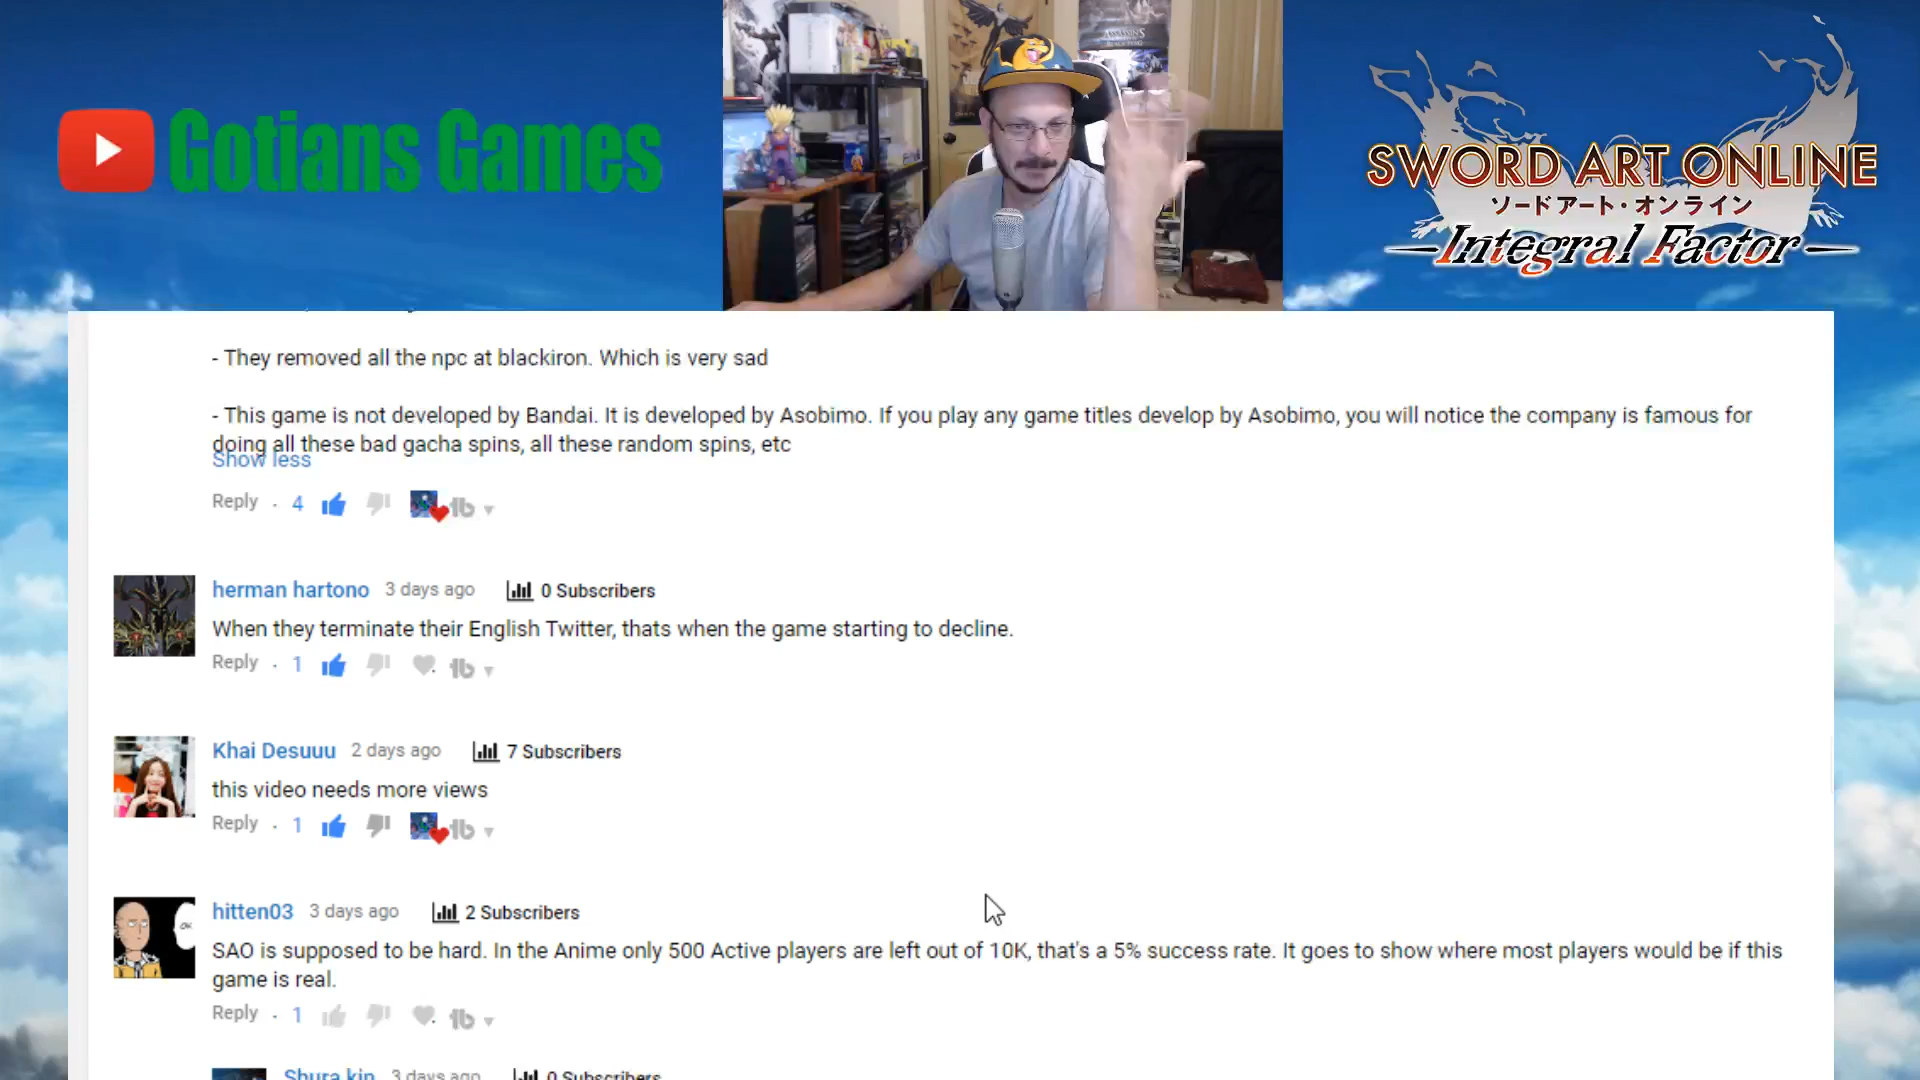 Gotians Games
ASSASSIN'S
SWORD ART ONLINE
ソードアート・オンライン
Integral Factor
- They removed all the npc at blackiron. Which is very sad
- This game is not developed by Bandai. It is developed by Asobimo. If you play any game titles develop by Asobimo, you will notice the company is famous for
doing all these bad gacha spins, all these random spins, etc
Show less
Reply . 4
herman hartono 3 days ago 0 Subscribers
When they terminate their English Twitter, thats when the game starting to decline.
Reply . 1
Khai Desuuu 2 days ago 7 Subscribers
this video needs more views
Reply . 1
hitten03 3 days ago 2 Subscribers
SAO is supposed to be hard. In the Anime only 500 Active players are left out of 10K, that's a 5% success rate. It goes to show where most players would be if this
game is real.
Reply . 1
Shura kin 3 days ago 0 Subscribers